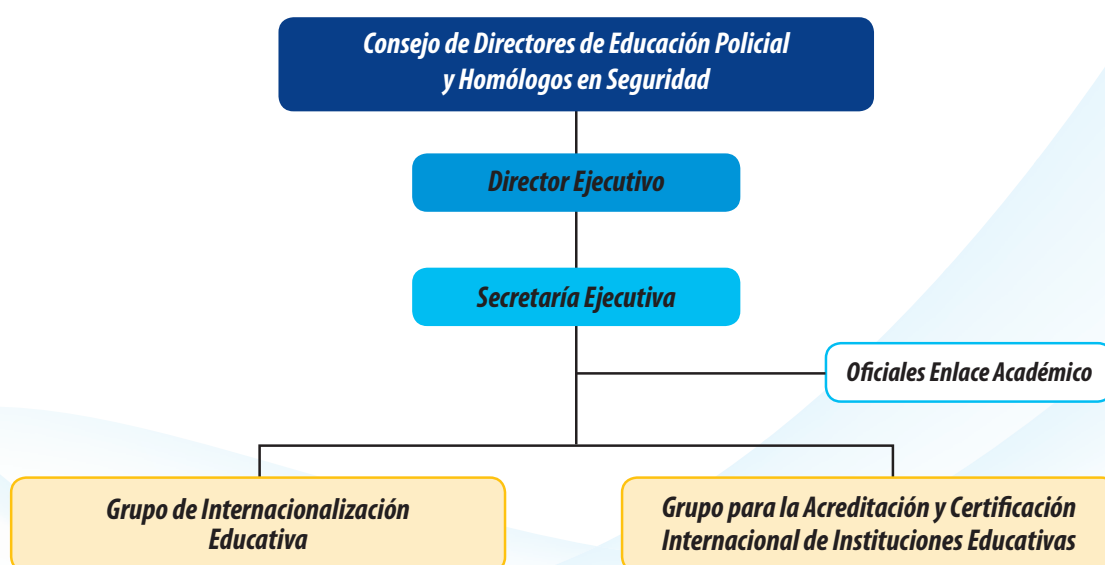 Consejo de Directores de Educación Policial
y Homólogos en Seguridad
Director Ejecutivo
Secretaría Ejecutiva
Oficiales Enlace Académico
Grupo de Internacionalización
Educativa
Grupo para la Acreditación y Certificación
Internacional de Instituciones Educativas